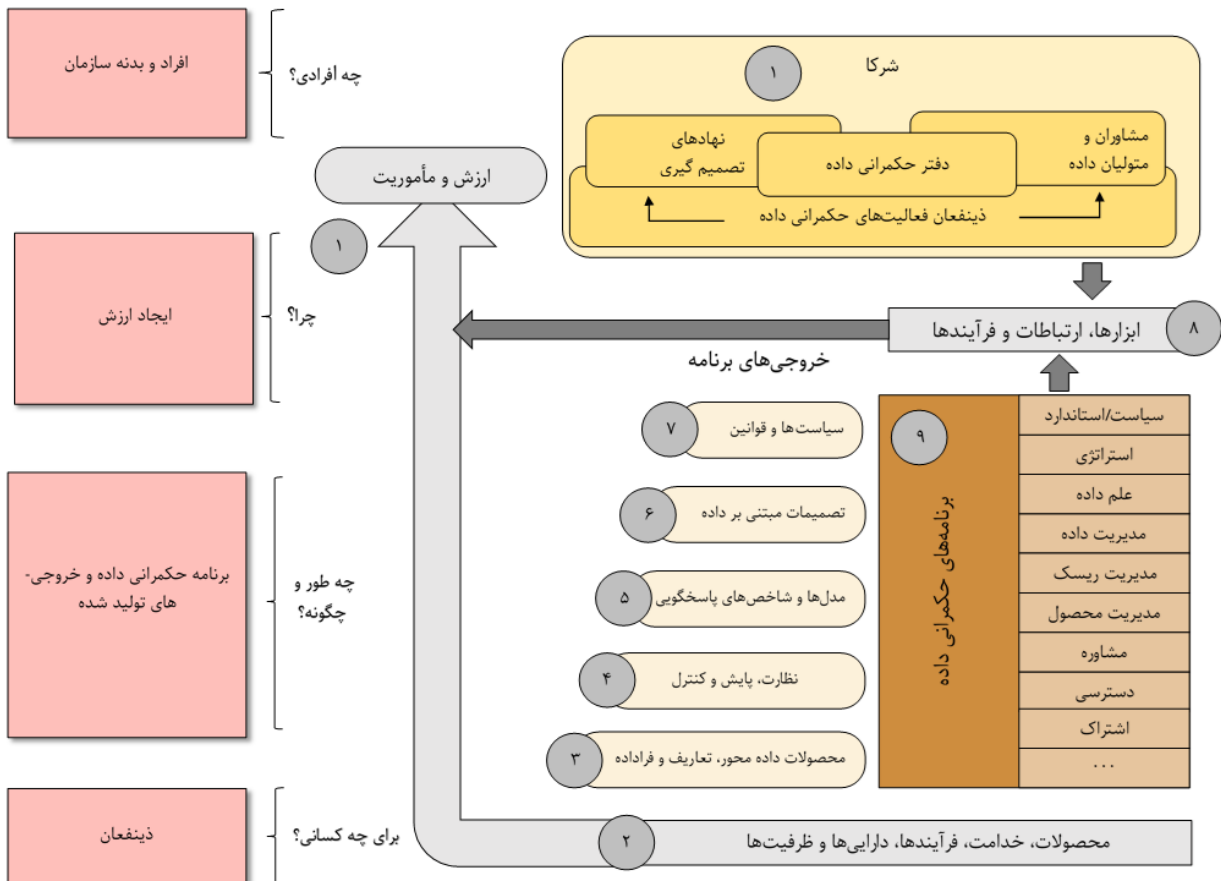 شرکا
۱
نهادهای
تصمیم گیری
دفتر حکمرانی داده
مشاوران و
متولیان داده
ذینفعان فعالیت‌های حکمرانی داده
افراد و بدنه سازمان
چه افرادی؟
ارزش و مأموریت
۱
ایجاد ارزش
چرا؟
ابزارها، ارتباطات و فرآیندها
۸
خروجی‌های برنامه
برنامه‌های حکمرانی داده
۹
سیاست/استاندارد
استراتژی
علم داده
مدیریت داده
مدیریت ریسک
مدیریت محصول
مشاوره
دسترسی
اشتراک
...
سیاست‌ها و قوانین
۷
تصمیمات مبتنی بر داده
۶
مدل‌ها و شاخص‌های پاسخگویی
۵
نظارت، پایش و کنترل
۴
محصولات داده محور، تعاریف و فراداده
۳
چه طور و
چگونه؟
برنامه حکمرانی داده و خروجی-
های تولید شده
محصولات، خدامت، فرآیندها، دارایی‌ها و ظرفیت‌ها
۲
برای چه کسانی؟
ذینفعان